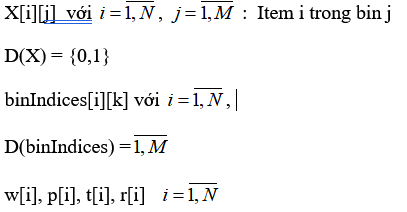 X[i][j] với i = 1,N, j = 1,M : Item i trong bin j
D(X) = {0,1}
binIndices[i][k] với i = 1,N,
D(binIndices) = 1,M
w[i], p[i], t[i], r[i] i = 1,N